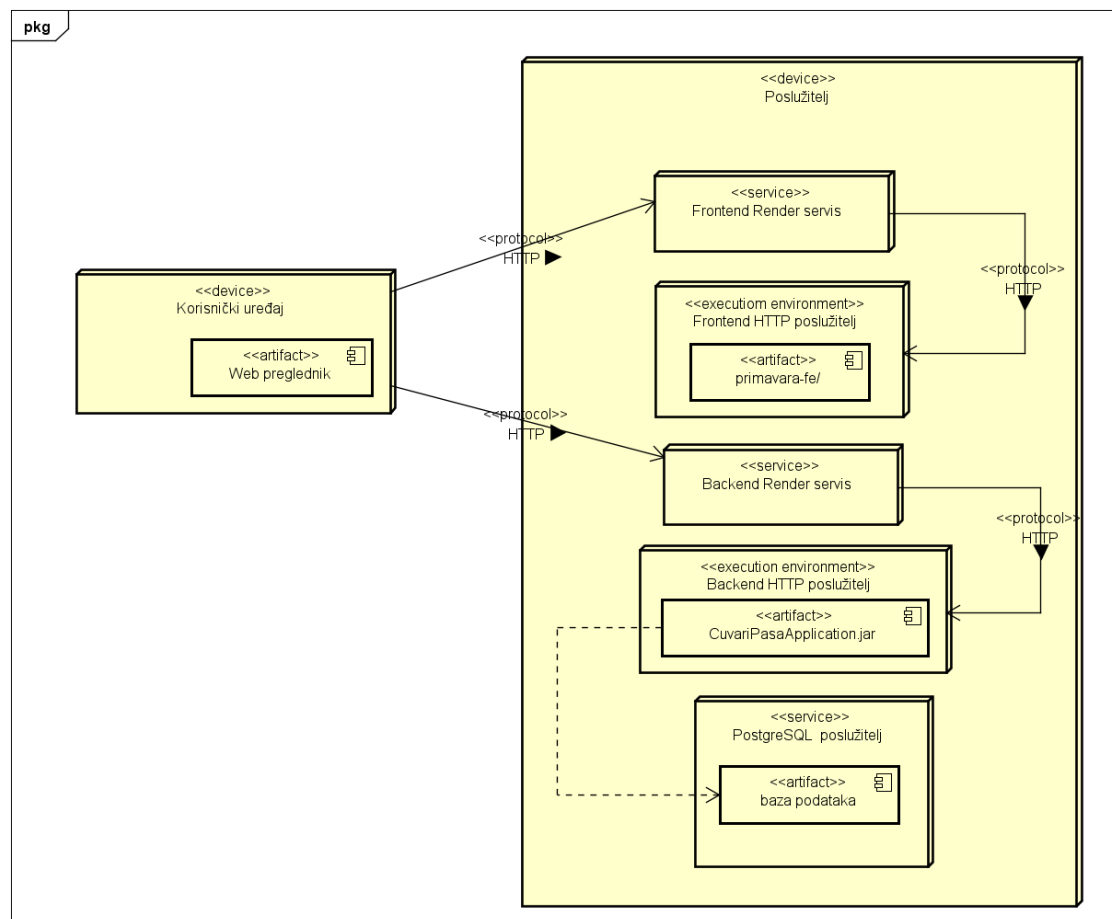 pkg
<<device>>
Poslužitelj
<<service>>
Frontend Render servis
<<protocol>>
HTTP
<<protocol>>
HTTP
<<device>>
Korisnički uređaj
<<artifact>>
Web preglednik
<<executiom environment>>
Frontend HTTP poslužitelj
<<artifact>>
primavara-fe/
<<protocol>>
HTTP
<<service>>
Backend Render servis
<<protocol>>
HTTP
<<execution environment>>
Backend HTTP poslužitelj
<<artifact>>
CuvariPasaApplication.jar
<<service>>
PostgreSQL  poslužitelj
<<artifact>>
baza podataka